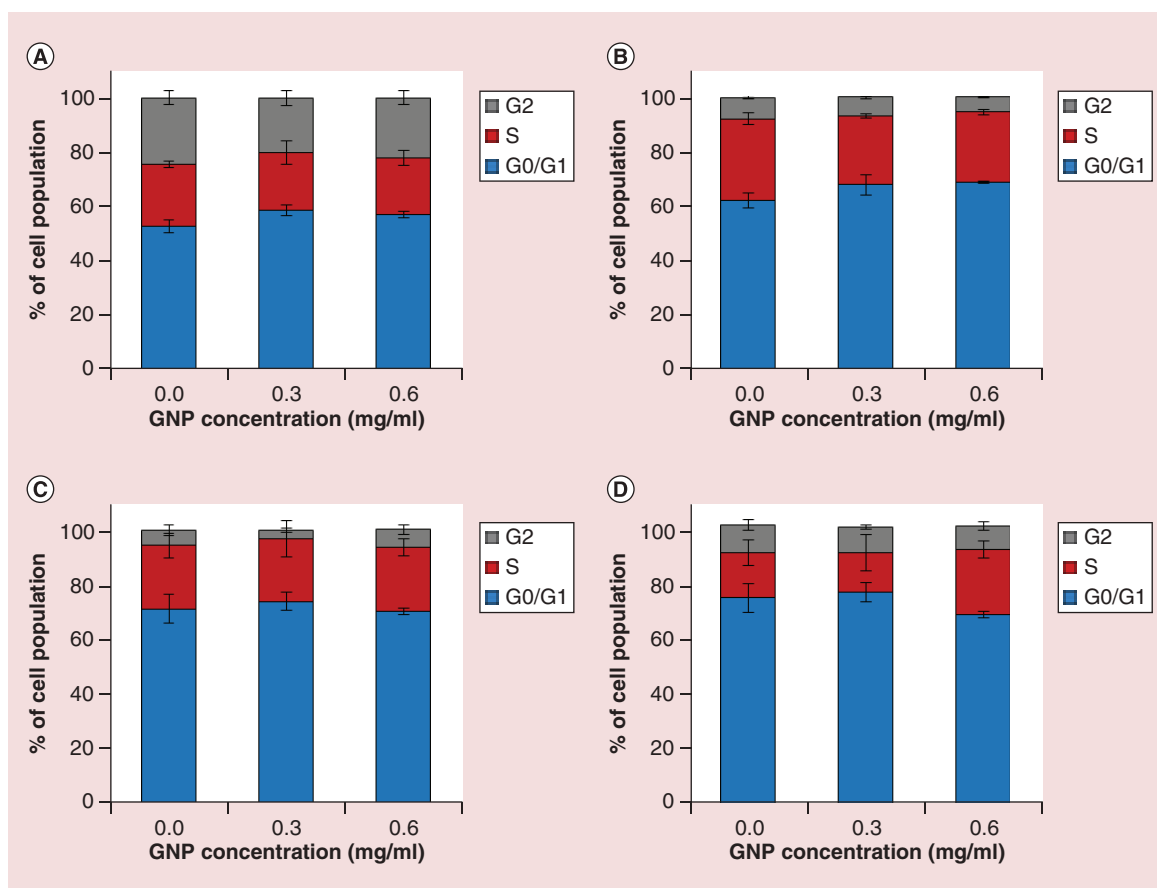 A
% of cell population
100
80
60
40
20
0
0.0 0.3 0.6
GNP concentration (mg/ml)
G2
S
G0/G1
B
% of cell population
100
80
60
40
20
0
0.0 0.3 0.6
GNP concentration (mg/ml)
G2
S
G0/G1
C
% of cell population
100
80
60
40
20
0
0.0 0.3 0.6
GNP concentration (mg/ml)
G2
S
G0/G1
D
% of cell population
100
80
60
40
20
0
0.0 0.3 0.6
GNP concentration (mg/ml)
G2
S
G0/G1